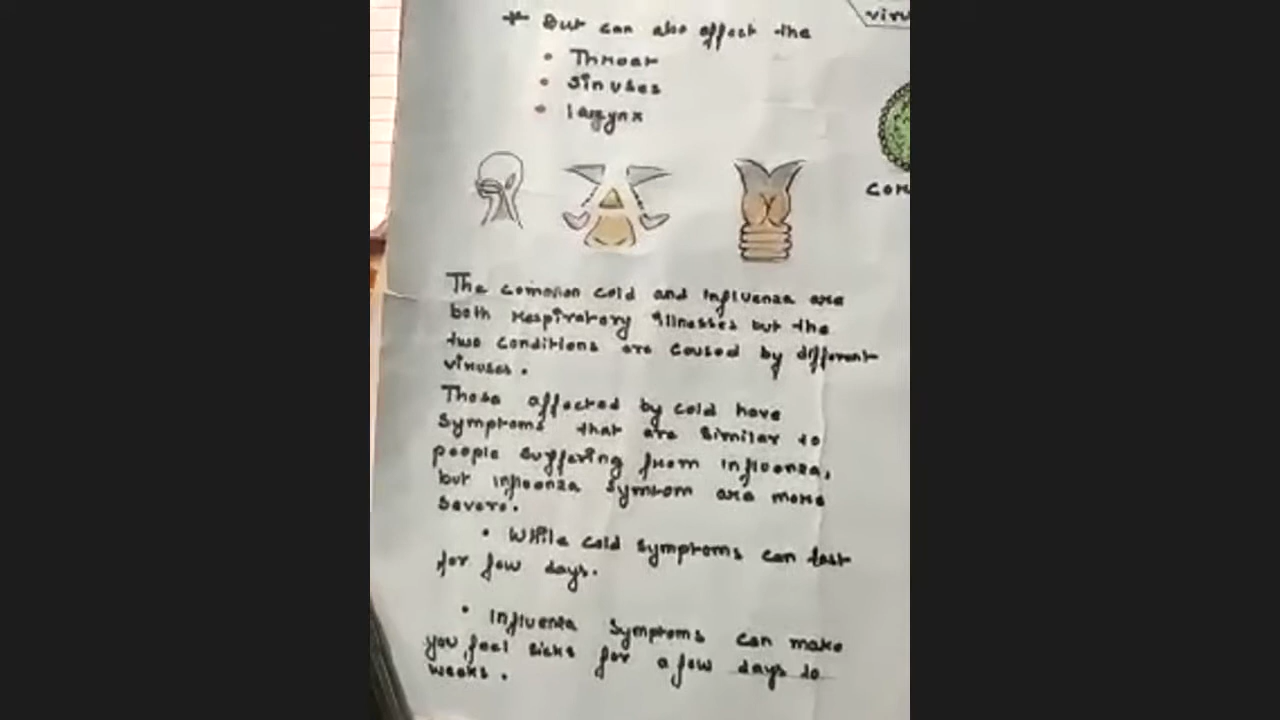 * But can also affect the
• Throat
• Sinuses
• larynx
The common cold and Influenza are
both Respiratory illnesses but the
two conditions are caused by different
viruses.
Those affected by cold have
symptoms that are similar to
people suffering from influenza,
but influenza symtom are more
severe.
• While cold symptoms can last
for few days.
• Influenza symptoms can make
you feel sicks for a few days to
weeks.